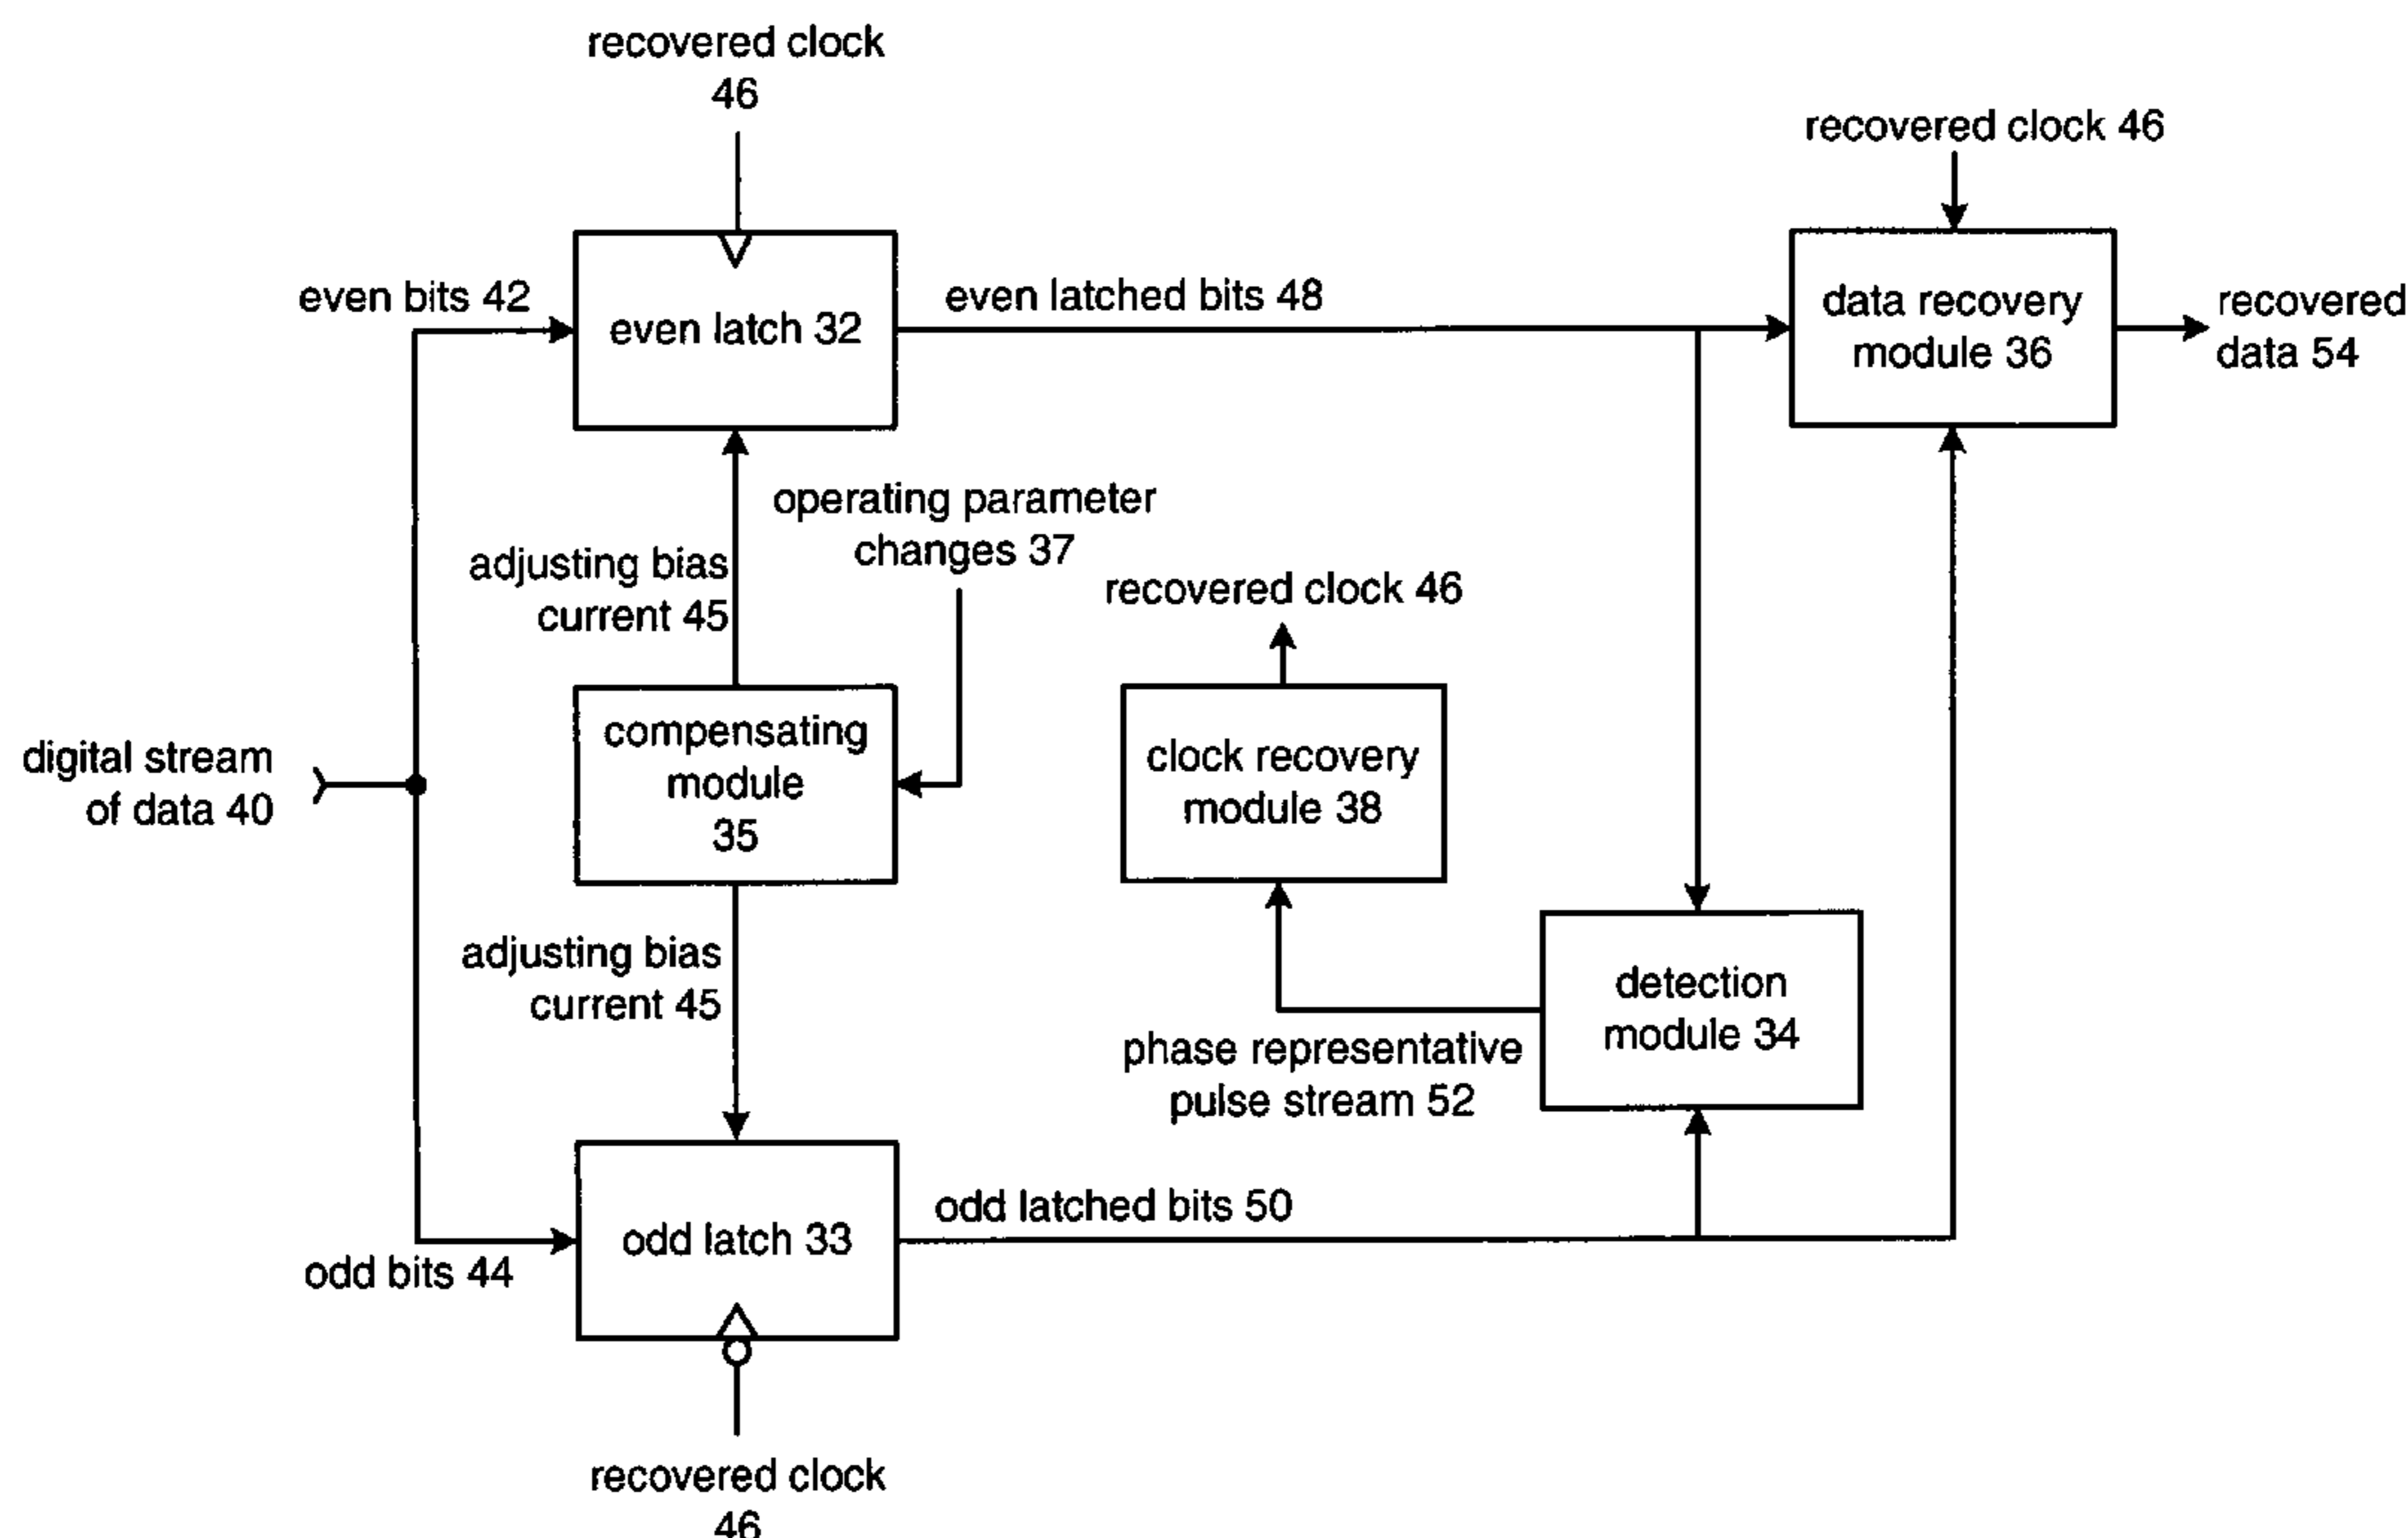 recovered clock
46
recovered clock 46
even bits 42
even latch 32
even latched bits 48
data recovery
module 36
recovered
data 54
operating parameter
changes 37
adjusting bias
current 45
recovered clock 46
compensating
module
35
clock recovery
module 38
digital stream
of data 40
adjusting bias
current 45
detection
module 34
phase representative
pulse stream 52
odd latched bits 50
odd latch 33
odd bits 44
recovered clock
46